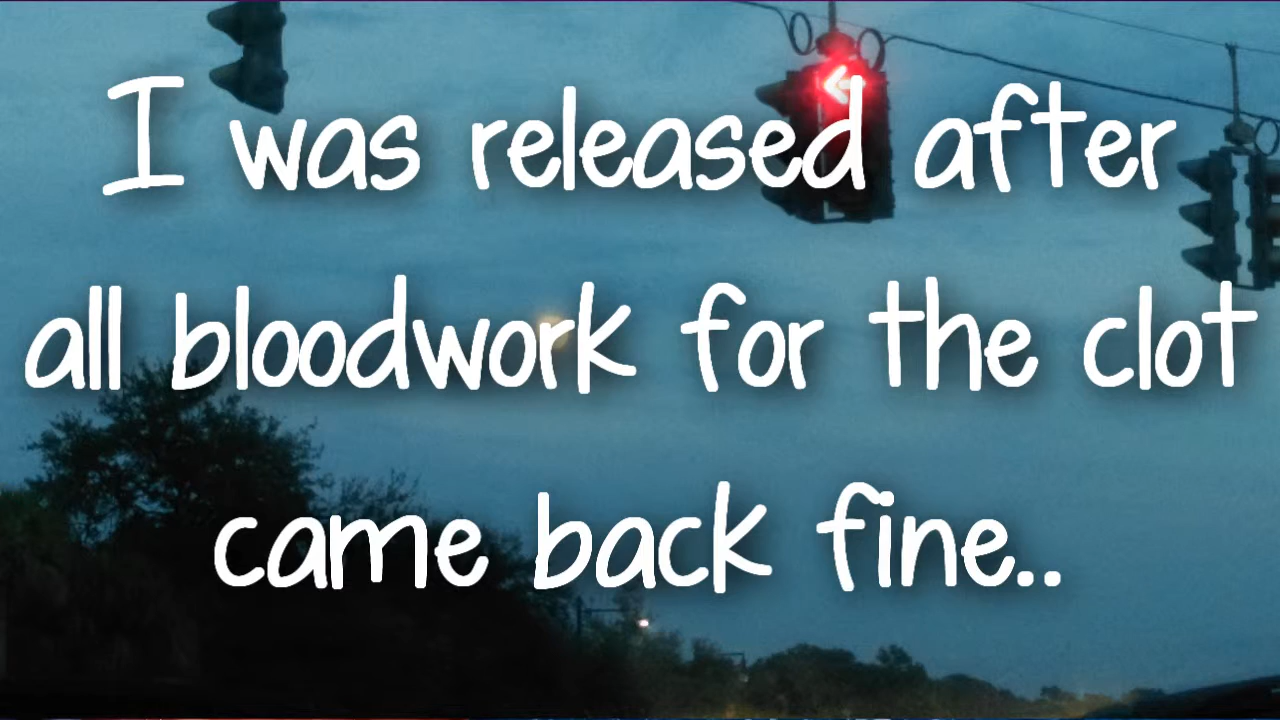 I was released after
all bloodwork for the clot
came back fine..